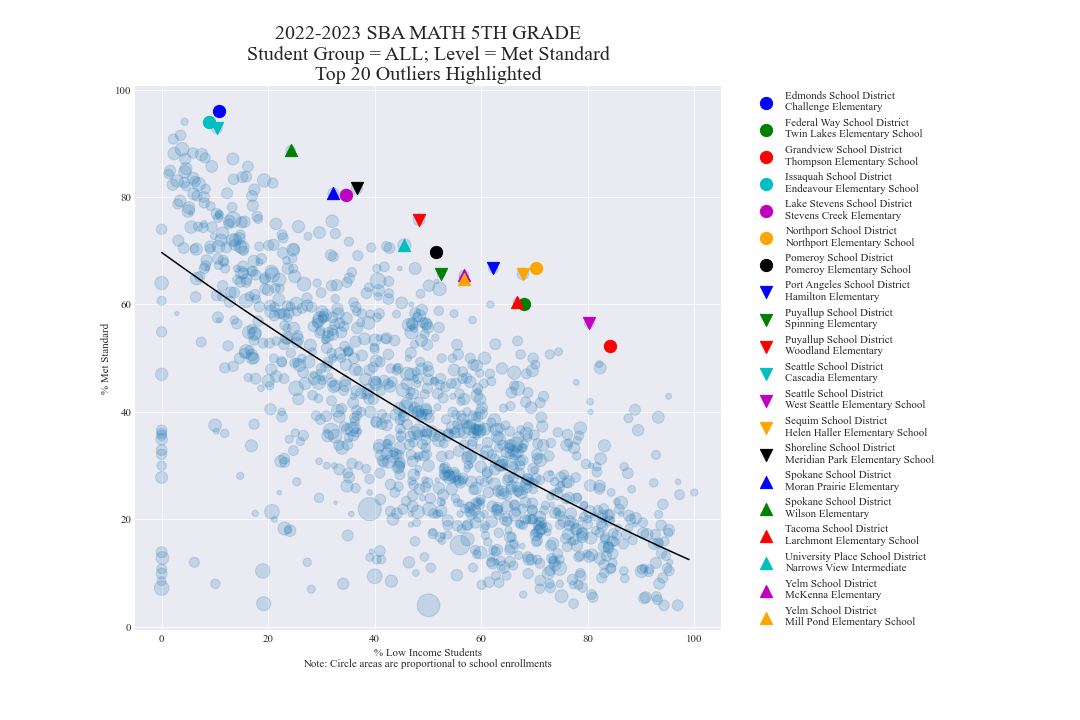 2022-2023 SBA MATH 5TH GRADE
Student Group = ALL; Level = Met Standard
Top 20 Outliers Highlighted
% Met Standard
100
80
60
40
20
0
0 20 40 60 80 100
% Low Income Students
Note: Circle areas are proportional to school enrollments
Edmonds School District
Challenge Elementary
Federal Way School District
Twin Lakes Elementary School
Grandview School District
Thompson Elementary School
Issaquah School District
Endeavour Elementary School
Lake Stevens School District
Stevens Creek Elementary
Northport School District
Northport Elementary School
Pomeroy School District
Pomeroy Elementary School
Port Angeles School District
Hamilton Elementary
Puyallup School District
Spinning Elementary
Puyallup School District
Woodland Elementary
Seattle School District
Cascadia Elementary
Seattle School District
West Seattle Elementary School
Sequim School District
Helen Haller Elementary School
Shoreline School District
Meridian Park Elementary School
Spokane School District
Moran Prairie Elementary
Spokane School District
Wilson Elementary
Tacoma School District
Larchmont Elementary School
University Place School District
Narrows View Intermediate
Yelm School District
McKenna Elementary
Yelm School District
Mill Pond Elementary School